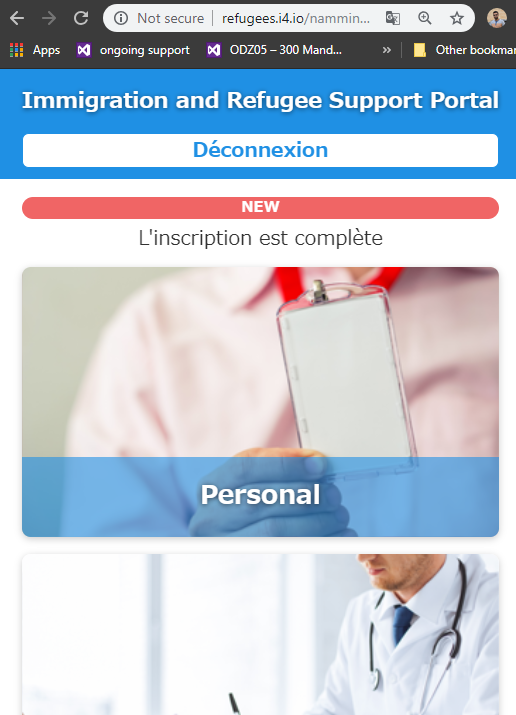 Not secure | refugees.i4.io/nammin...
Apps ongoing support ODZ05 – 300 Mand... » Other bookmar
Immigration and Refugee Support Portal
Déconnexion
NEW
L'inscription est complète
Personal